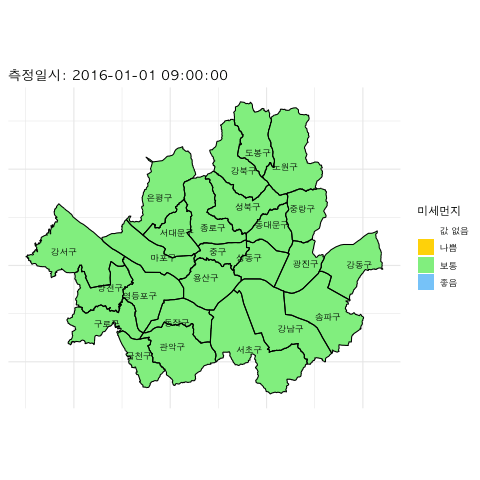 측정일시: 2016-01-01 09:00:00
도봉구
노원구
강북구
은평구
성북구
중랑구
서대문구
종로구
동대문구
강서구
마포구
중구
성동구
광진구
강동구
용산구
양천구
영등포구
구로구
동작구
송파구
강남구
금천구
관악구
서초구
미세먼지
값 없음
나쁨
보통
좋음